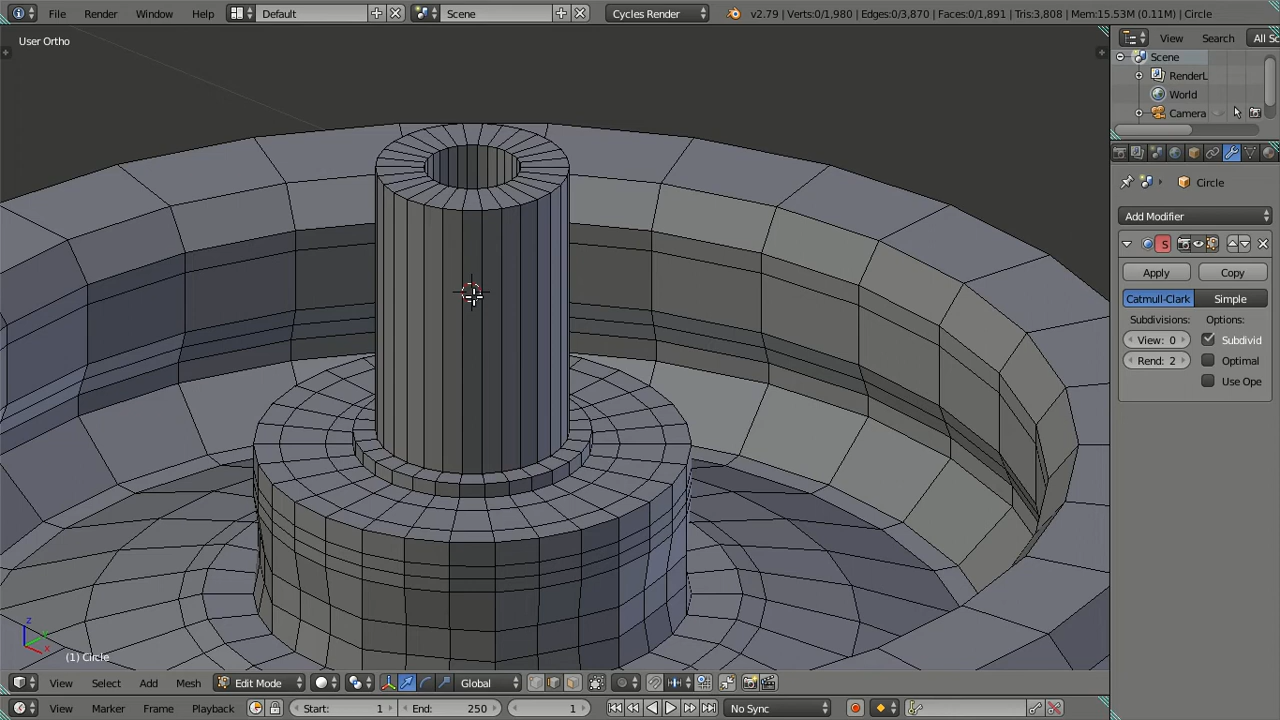 File Render Window Help Default Scene Cycles Render v2.79 | Verts:0/1,980 | Edges:0/3,870 | Faces:0/1,891 | Tris:3,808 | Mem:15.53M (0.11M) | Circle
User Ortho
View Search All Sc
Scene
RenderL
World
Camera
Circle
Add Modifier
S
Apply Copy
Catmull-Clark Simple
Subdivisions: Options:
View: 0 Subdivid
Rend: 2 Optimal
Use Ope
z
y
x
(1) Circle
View Select Add Mesh Edit Mode Global
View Marker Frame Playback Start: 1 End: 250 1 No Sync